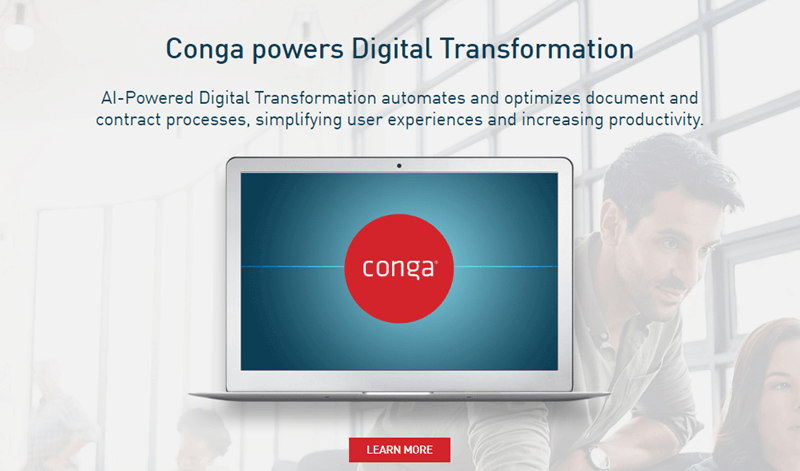 Conga powers Digital Transformation
AI-Powered Digital Transformation automates and optimizes document and
contract processes, simplifying user experiences and increasing productivity.
conga®
LEARN MORE